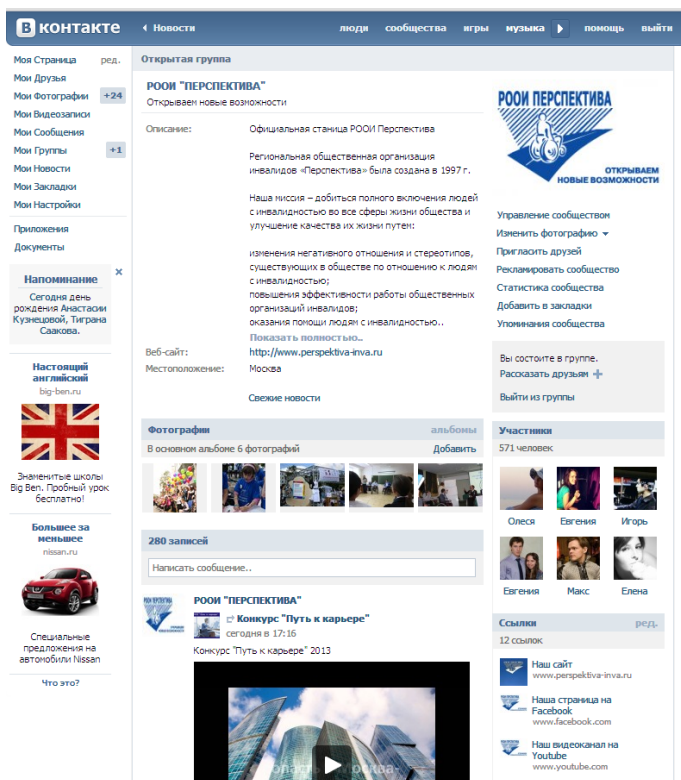 В контакте
Новости
люди сообщества игры музыка помощь выйти
Моя Страница ред.
Мои Друзья
Мои Фотографии +24
Мои Видеозаписи
Мои Сообщения
Мои Группы +1
Мои Новости
Мои Закладки
Мои Настройки
Приложения
Документы
Напоминание
Сегодня день
рождения Анастасии
Кузнецовой, Тиграна
Саакова.
Настоящий
английский
big-ben.ru
Знаменитые школы
Big Ben. Пробный урок
бесплатно!
Большее за
меньшее
nissan.ru
Специальные
предложения на
автомобили Nissan
Что это?
Открытая группа
РООИ "ПЕРСПЕКТИВА"
Открываем новые возможности
Описание: Официальная станица РООИ Перспектива
Региональная общественная организация
инвалидов «Перспектива» была создана в 1997 г.
Наша миссия – добиться полного включения людей
с инвалидностью во все сферы жизни общества и
улучшение качества их жизни путем:
изменения негативного отношения и стереотипов,
существующих в обществе по отношению к людям
с инвалидностью;
повышения эффективности работы общественных
организаций инвалидов;
оказания помощи людям с инвалидностью..
Показать полностью..
Веб-сайт: http://www.perspektiva-inva.ru
Местоположение: Москва
Свежие новости
Фотографии альбомы
В основном альбоме 6 фотографий Добавить
280 записей
Написать сообщение..
РООИ "ПЕРСПЕКТИВА"
Конкурс "Путь к карьере"
сегодня в 17:16
Конкурс "Путь к карьере" 2013
РООИ ПЕРСПЕКТИВА
ОТКРЫВАЕМ
НОВЫЕ ВОЗМОЖНОСТИ
Управление сообществом
Изменить фотографию
Пригласить друзей
Рекламировать сообщество
Статистика сообщества
Добавить в закладки
Упоминания сообщества
Вы состоите в группе.
Рассказать друзьям
Выйти из группы
Участники
571 человек
Олеся Евгения Игорь
Евгения Макс Елена
Ссылки ред.
12 ссылок
Наш сайт
www.perspektiva-inva.ru
Наша страница на
Facebook
www.facebook.com
Наш видеоканал на
Youtube
www.youtube.com